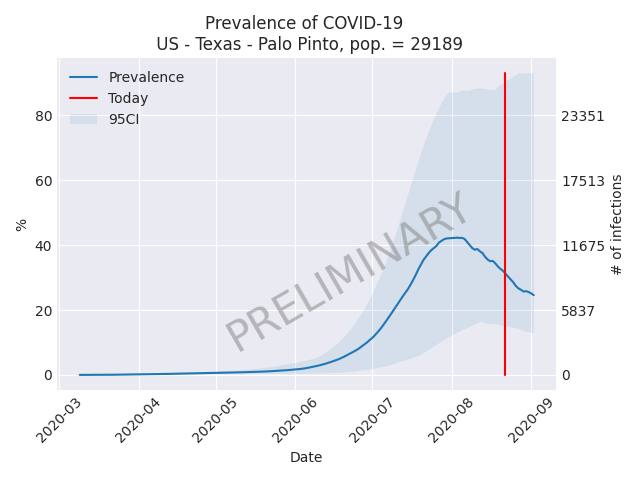 Prevalence of COVID-19
US - Texas - Palo Pinto, pop. = 29189
Prevalence
Today
95CI
80
60
40
20
0
%
23351
17513
11675
5837
0
# of infections
PRELIMINARY
2020-03
2020-04
2020-05
2020-06
2020-07
2020-08
2020-09
Date